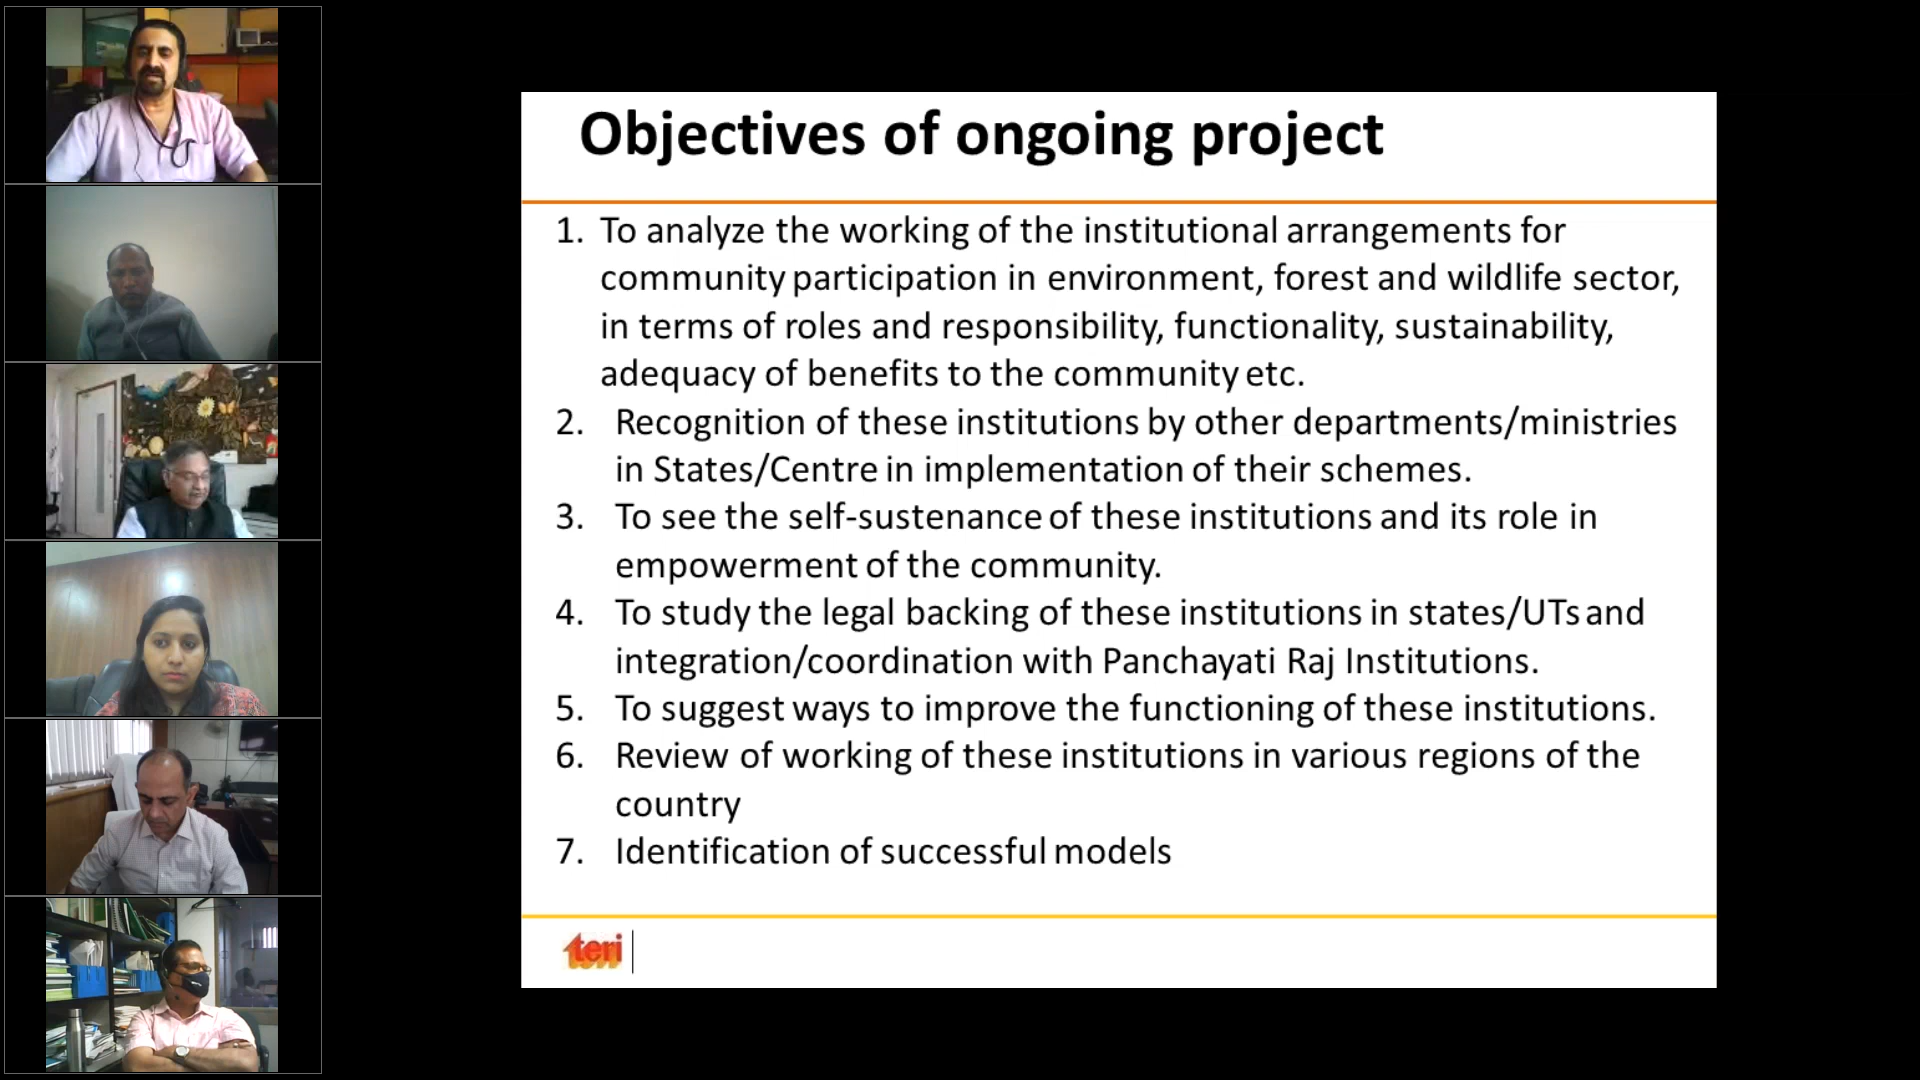 Objectives of ongoing project
1. To analyze the working of the institutional arrangements for
community participation in environment, forest and wildlife sector,
in terms of roles and responsibility, functionality, sustainability,
adequacy of benefits to the community etc.
2. Recognition of these institutions by other departments/ministries
in States/Centre in implementation of their schemes.
3. To see the self-sustenance of these institutions and its role in
empowerment of the community.
4. To study the legal backing of these institutions in states/UTs and
integration/coordination with Panchayati Raj Institutions.
5. To suggest ways to improve the functioning of these institutions.
6. Review of working of these institutions in various regions of the
country
7. Identification of successful models
teri